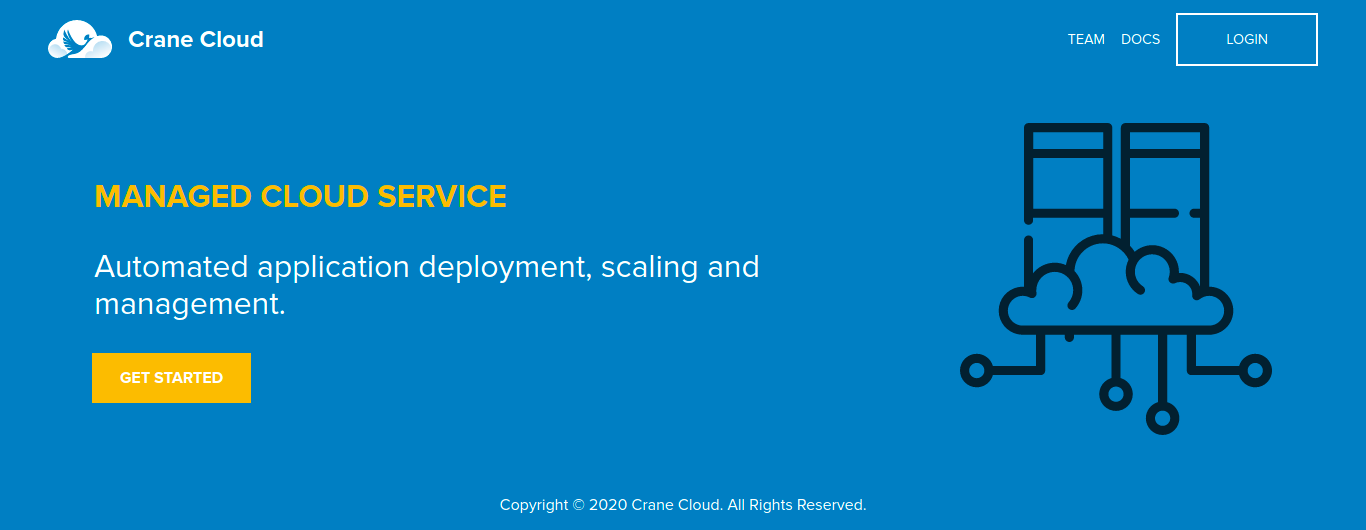 Crane Cloud
TEAM
DOCS
LOGIN
MANAGED CLOUD SERVICE
Automated application deployment, scaling and
management.
GET STARTED
Copyright © 2020 Crane Cloud. All Rights Reserved.